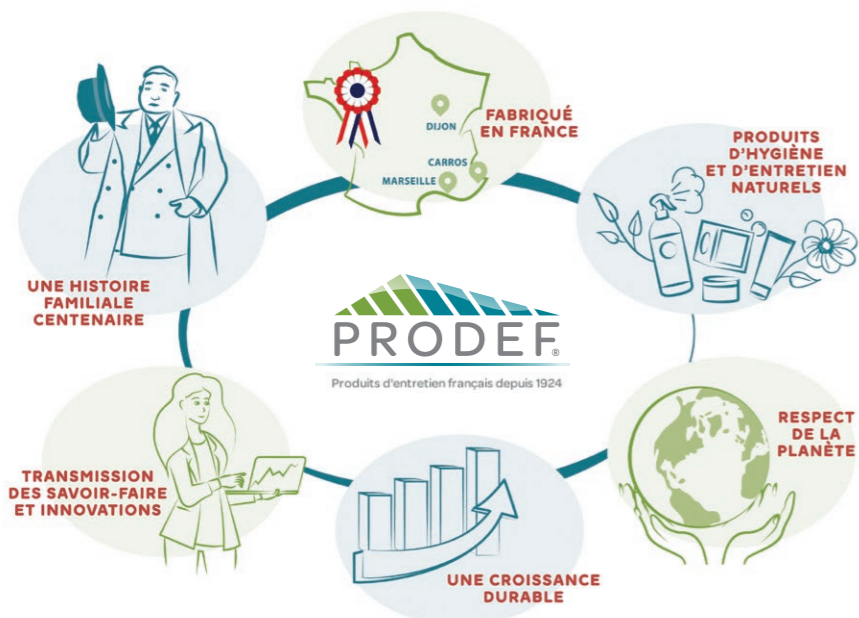 FABRIQUÉ
EN FRANCE
DIJON
CARROS
MARSEILLE
PRODUITS
D'HYGIÈNE
ET D'ENTRETIEN
NATURELS
UNE HISTOIRE
FAMILIALE
CENTENAIRE
PRODEF®
Produits d'entretien français depuis 1924
RESPECT
DE LA
PLANÈTE
TRANSMISSION
DES SAVOIR-FAIRE
ET INNOVATIONS
UNE CROISSANCE
DURABLE